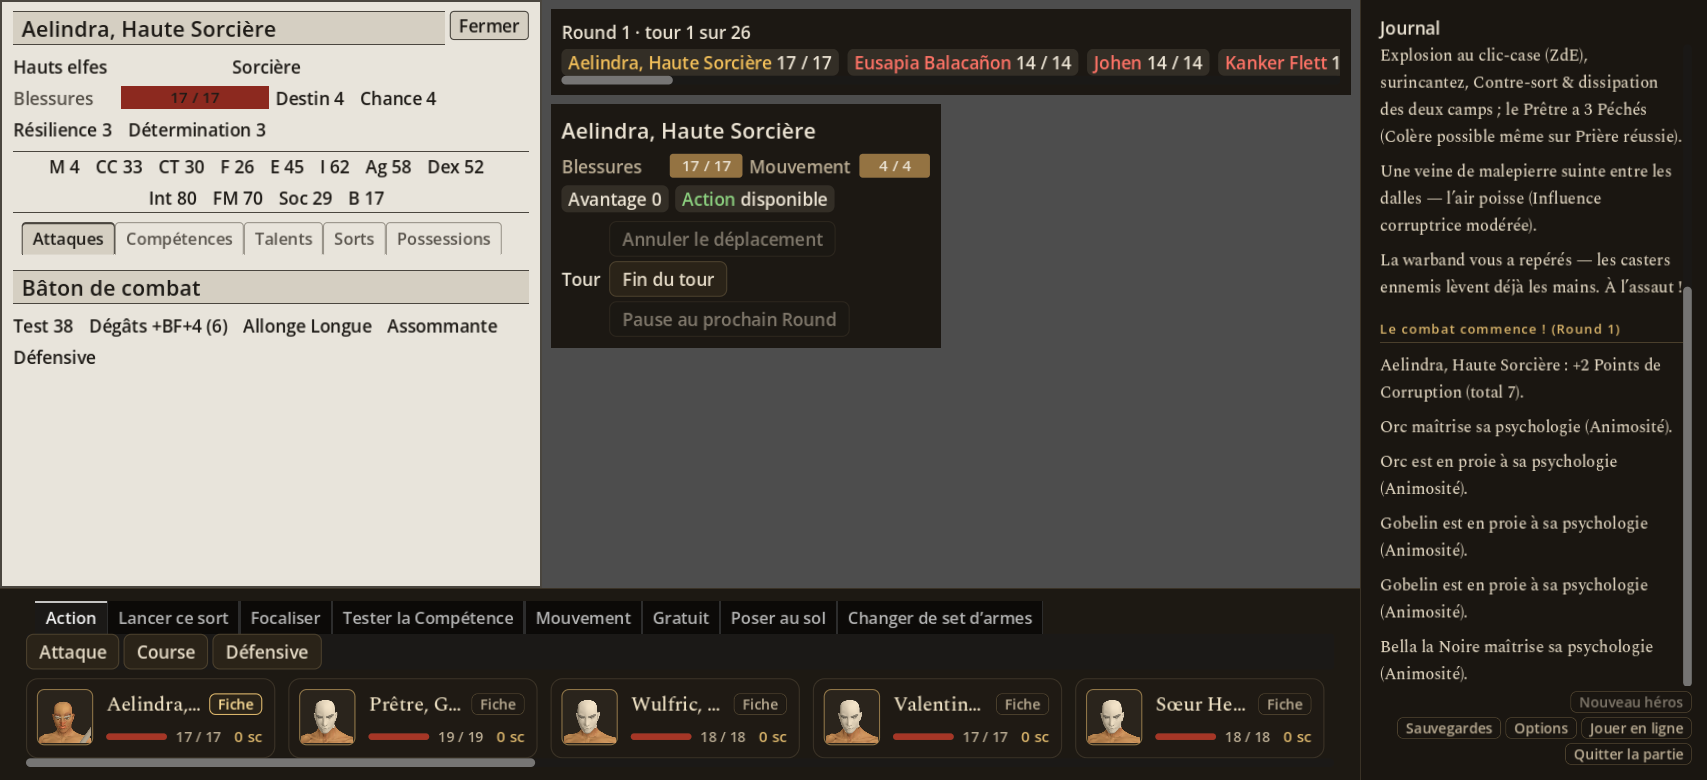 Aelindra, Haute Sorcière
Fermer
Hauts elfes Sorcière
Blessures 17 / 17 Destin 4 Chance 4
Résilience 3 Détermination 3
M 4 CC 33 CT 30 F 26 E 45 I 62 Ag 58 Dex 52
Int 80 FM 70 Soc 29 B 17
Attaques Compétences Talents Sorts Possessions
Bâton de combat
Test 38 Dégâts +BF+4 (6) Allonge Longue Assommante
Défensive
Round 1 · tour 1 sur 26
Aelindra, Haute Sorcière 17 / 17 Eusapia Balacañon 14 / 14 Johen 14 / 14 Kanker Flett 1
Aelindra, Haute Sorcière
Blessures 17 / 17 Mouvement 4 / 4
Avantage 0 Action disponible
Annuler le déplacement
Tour Fin du tour
Pause au prochain Round
Journal
Explosion au clic-case (ZdE),
surincantez, Contre-sort & dissipation
des deux camps ; le Prêtre a 3 Péchés
(Colère possible même sur Prière réussie).
Une veine de malepierre suinte entre les
dalles — l’air poisse (Influence
corruptrice modérée).
La warband vous a repérés — les casters
ennemis lèvent déjà les mains. À l’assaut !
Le combat commence ! (Round 1)
Aelindra, Haute Sorcière : +2 Points de
Corruption (total 7).
Orc maîtrise sa psychologie (Animosité).
Orc est en proie à sa psychologie
(Animosité).
Gobelin est en proie à sa psychologie
(Animosité).
Gobelin est en proie à sa psychologie
(Animosité).
Bella la Noire maîtrise sa psychologie
(Animosité).
Nouveau héros
Sauvegardes Options Jouer en ligne
Quitter la partie
Action Lancer ce sort Focaliser Tester la Compétence Mouvement Gratuit Poser au sol Changer de set d’armes
Attaque Course Défensive
Aelindra,... Fiche
17 / 17 0 sc
Prêtre, G... Fiche
19 / 19 0 sc
Wulfric, ... Fiche
18 / 18 0 sc
Valentin... Fiche
17 / 17 0 sc
Sœur He... Fiche
18 / 18 0 sc